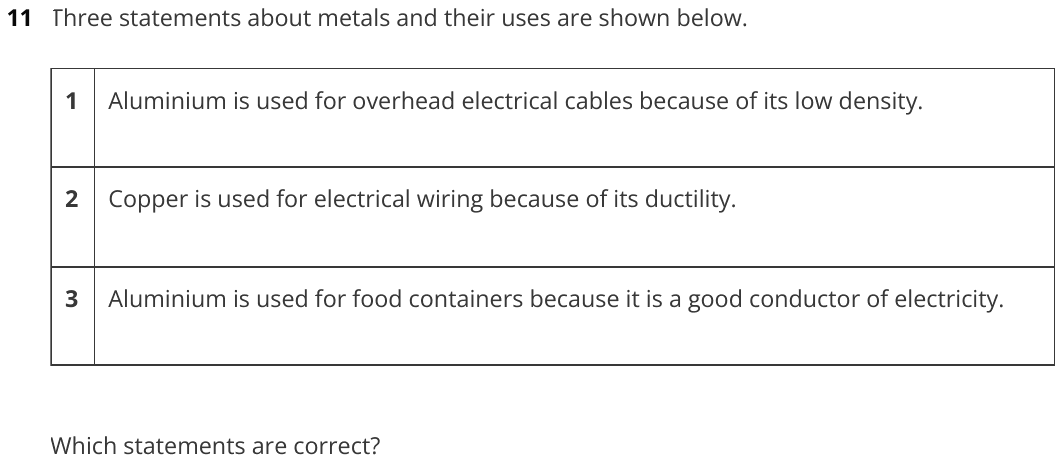 11 Three statements about metals and their uses are shown below.
1 Aluminium is used for overhead electrical cables because of its low density.
2 Copper is used for electrical wiring because of its ductility.
3 Aluminium is used for food containers because it is a good conductor of electricity.
Which statements are correct?